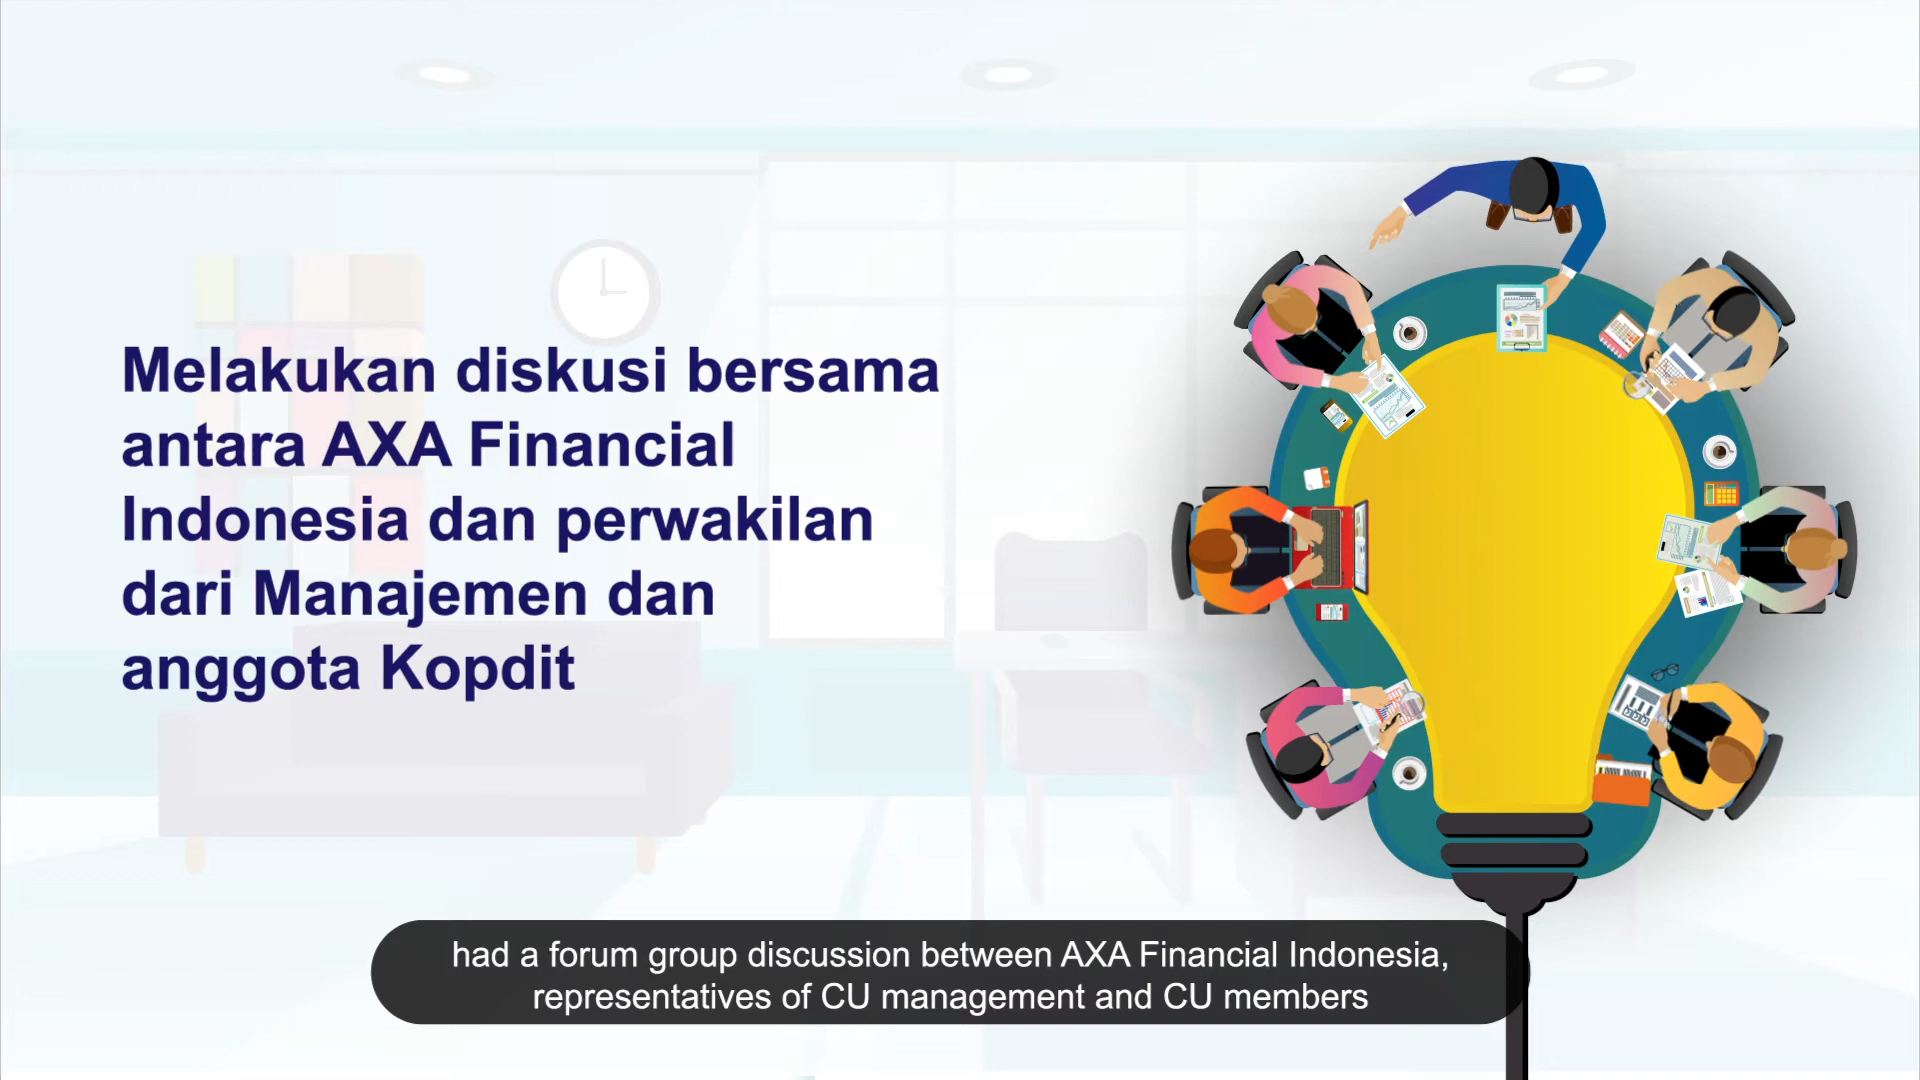 Melakukan diskusi bersama
antara AXA Financial
Indonesia dan perwakilan
dari Manajemen dan
anggota Kopdit
had a forum group discussion between AXA Financial Indonesia,
representatives of CU management and CU members